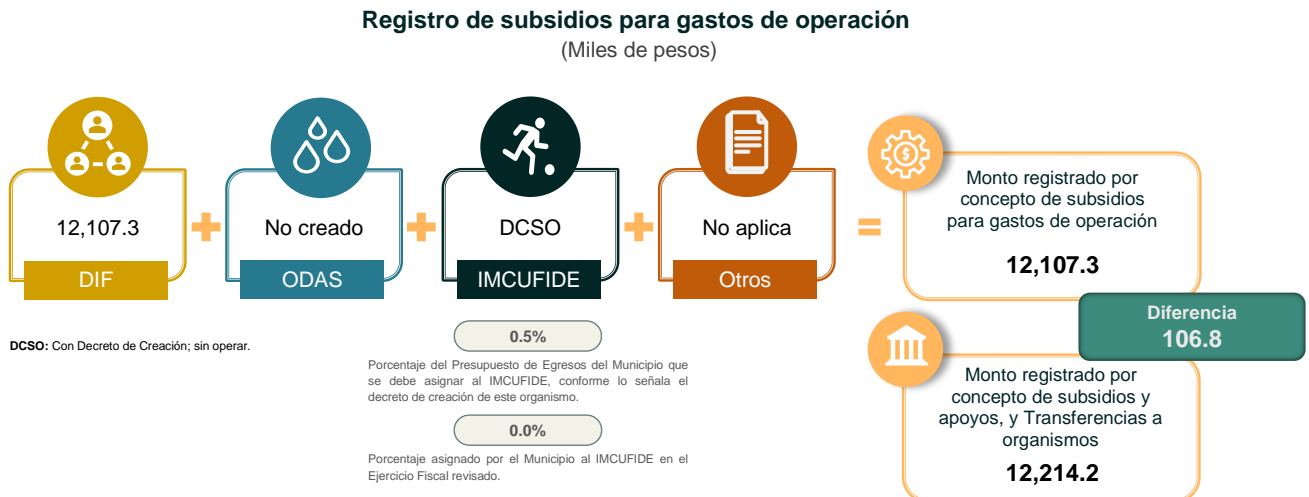 Registro de subsidios para gastos de operación
(Miles de pesos)
12,107.3
DIF
No creado
ODAS
DCSO
IMCUFIDE
No aplica
Otros
Monto registrado por
concepto de subsidios
para gastos de operación
12,107.3
Diferencia
106.8
Monto registrado por
concepto de subsidios y
apoyos, y Transferencias a
organismos
12,214.2
DCSO: Con Decreto de Creación; sin operar.
0.5%
Porcentaje del Presupuesto de Egresos del Municipio que
se debe asignar al IMCUFIDE, conforme lo señala el
decreto de creación de este organismo.
0.0%
Porcentaje asignado por el Municipio al IMCUFIDE en el
Ejercicio Fiscal revisado.